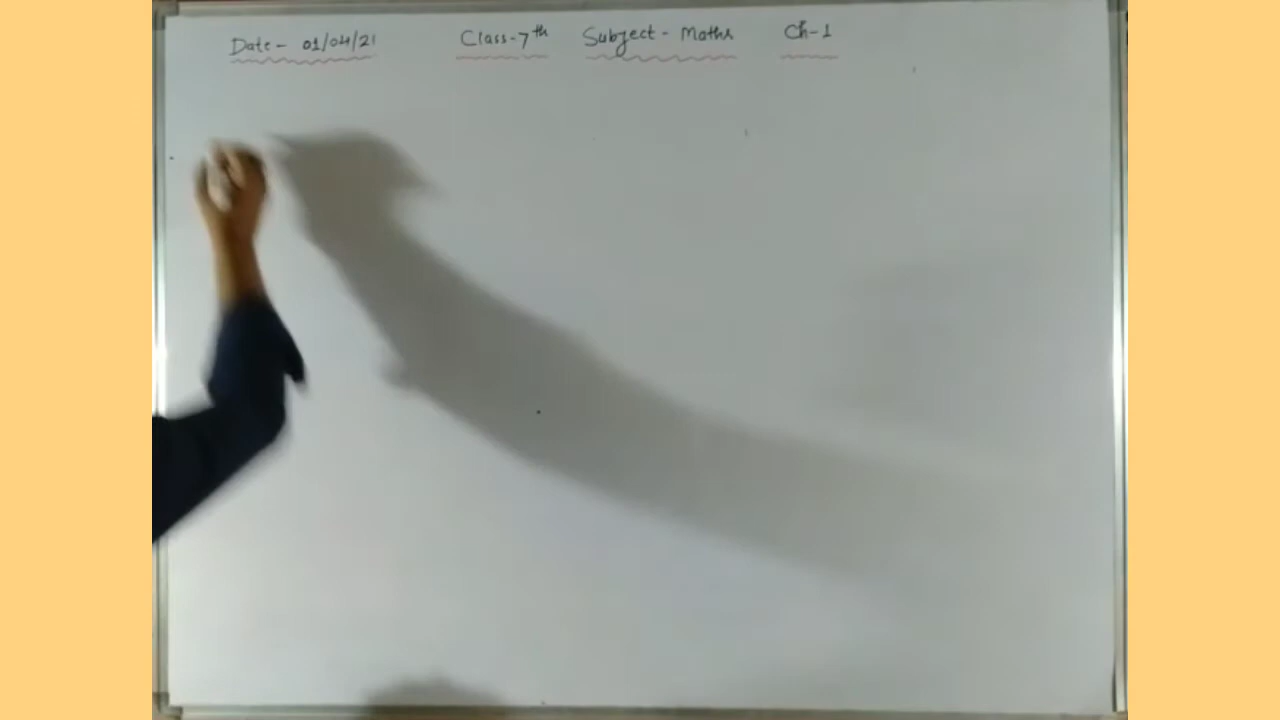 Date - 01/04/21 Class-7th Subject - Maths Ch-1